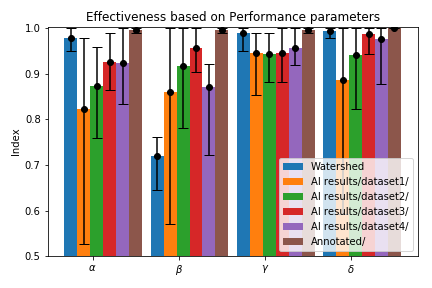 Effectiveness based on Performance parameters
Index
1.0
0.9
0.8
0.7
0.6
0.5
α
β
γ
δ
Watershed
AI results/dataset1/
AI results/dataset2/
AI results/dataset3/
AI results/dataset4/
Annotated/